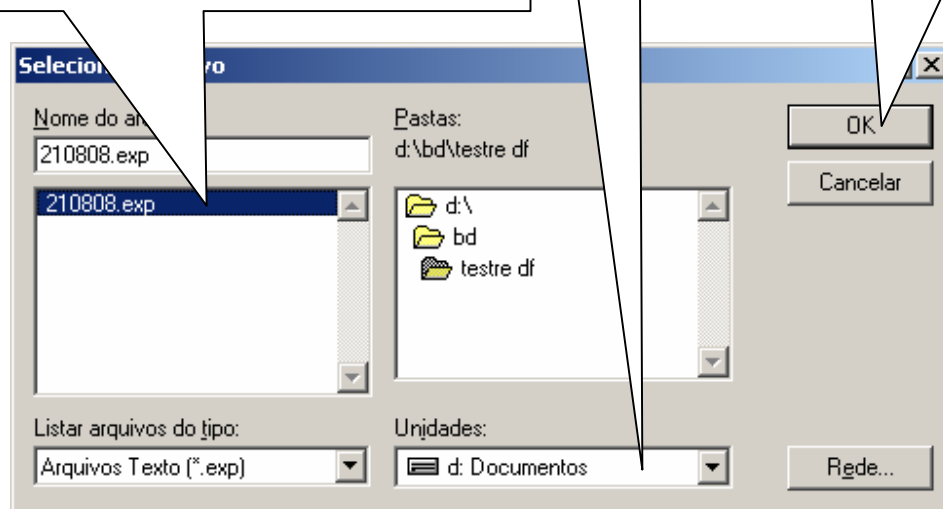 Selecion vo
Nome do ar
Pastas:
OK
210808.exp
d:\bd\testre df
Cancelar
210808.exp
d:\
bd
testre df
Listar arquivos do tipo:
Unidades:
Arquivos Texto (*.exp)
d: Documentos
Rede...